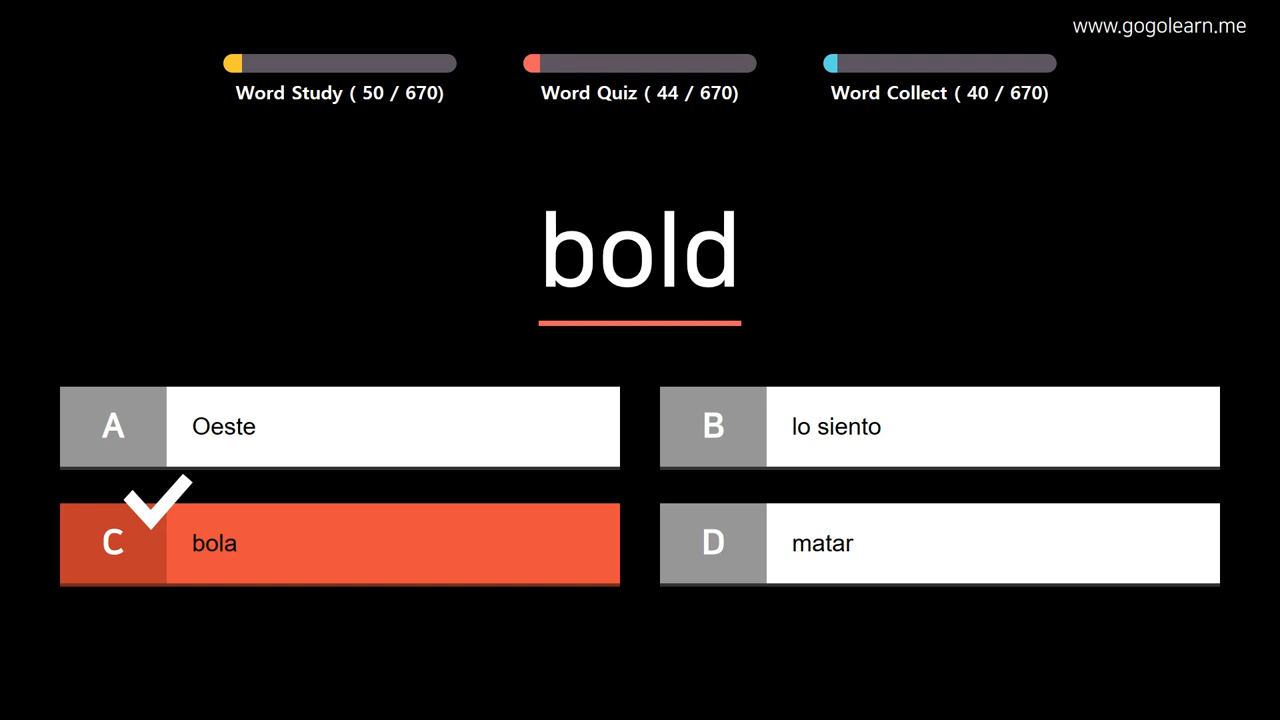 www.gogolearn.me
Word Study ( 50 / 670)
Word Quiz ( 44 / 670)
Word Collect ( 40 / 670)
bold
A Oeste
B lo siento
C bola
D matar